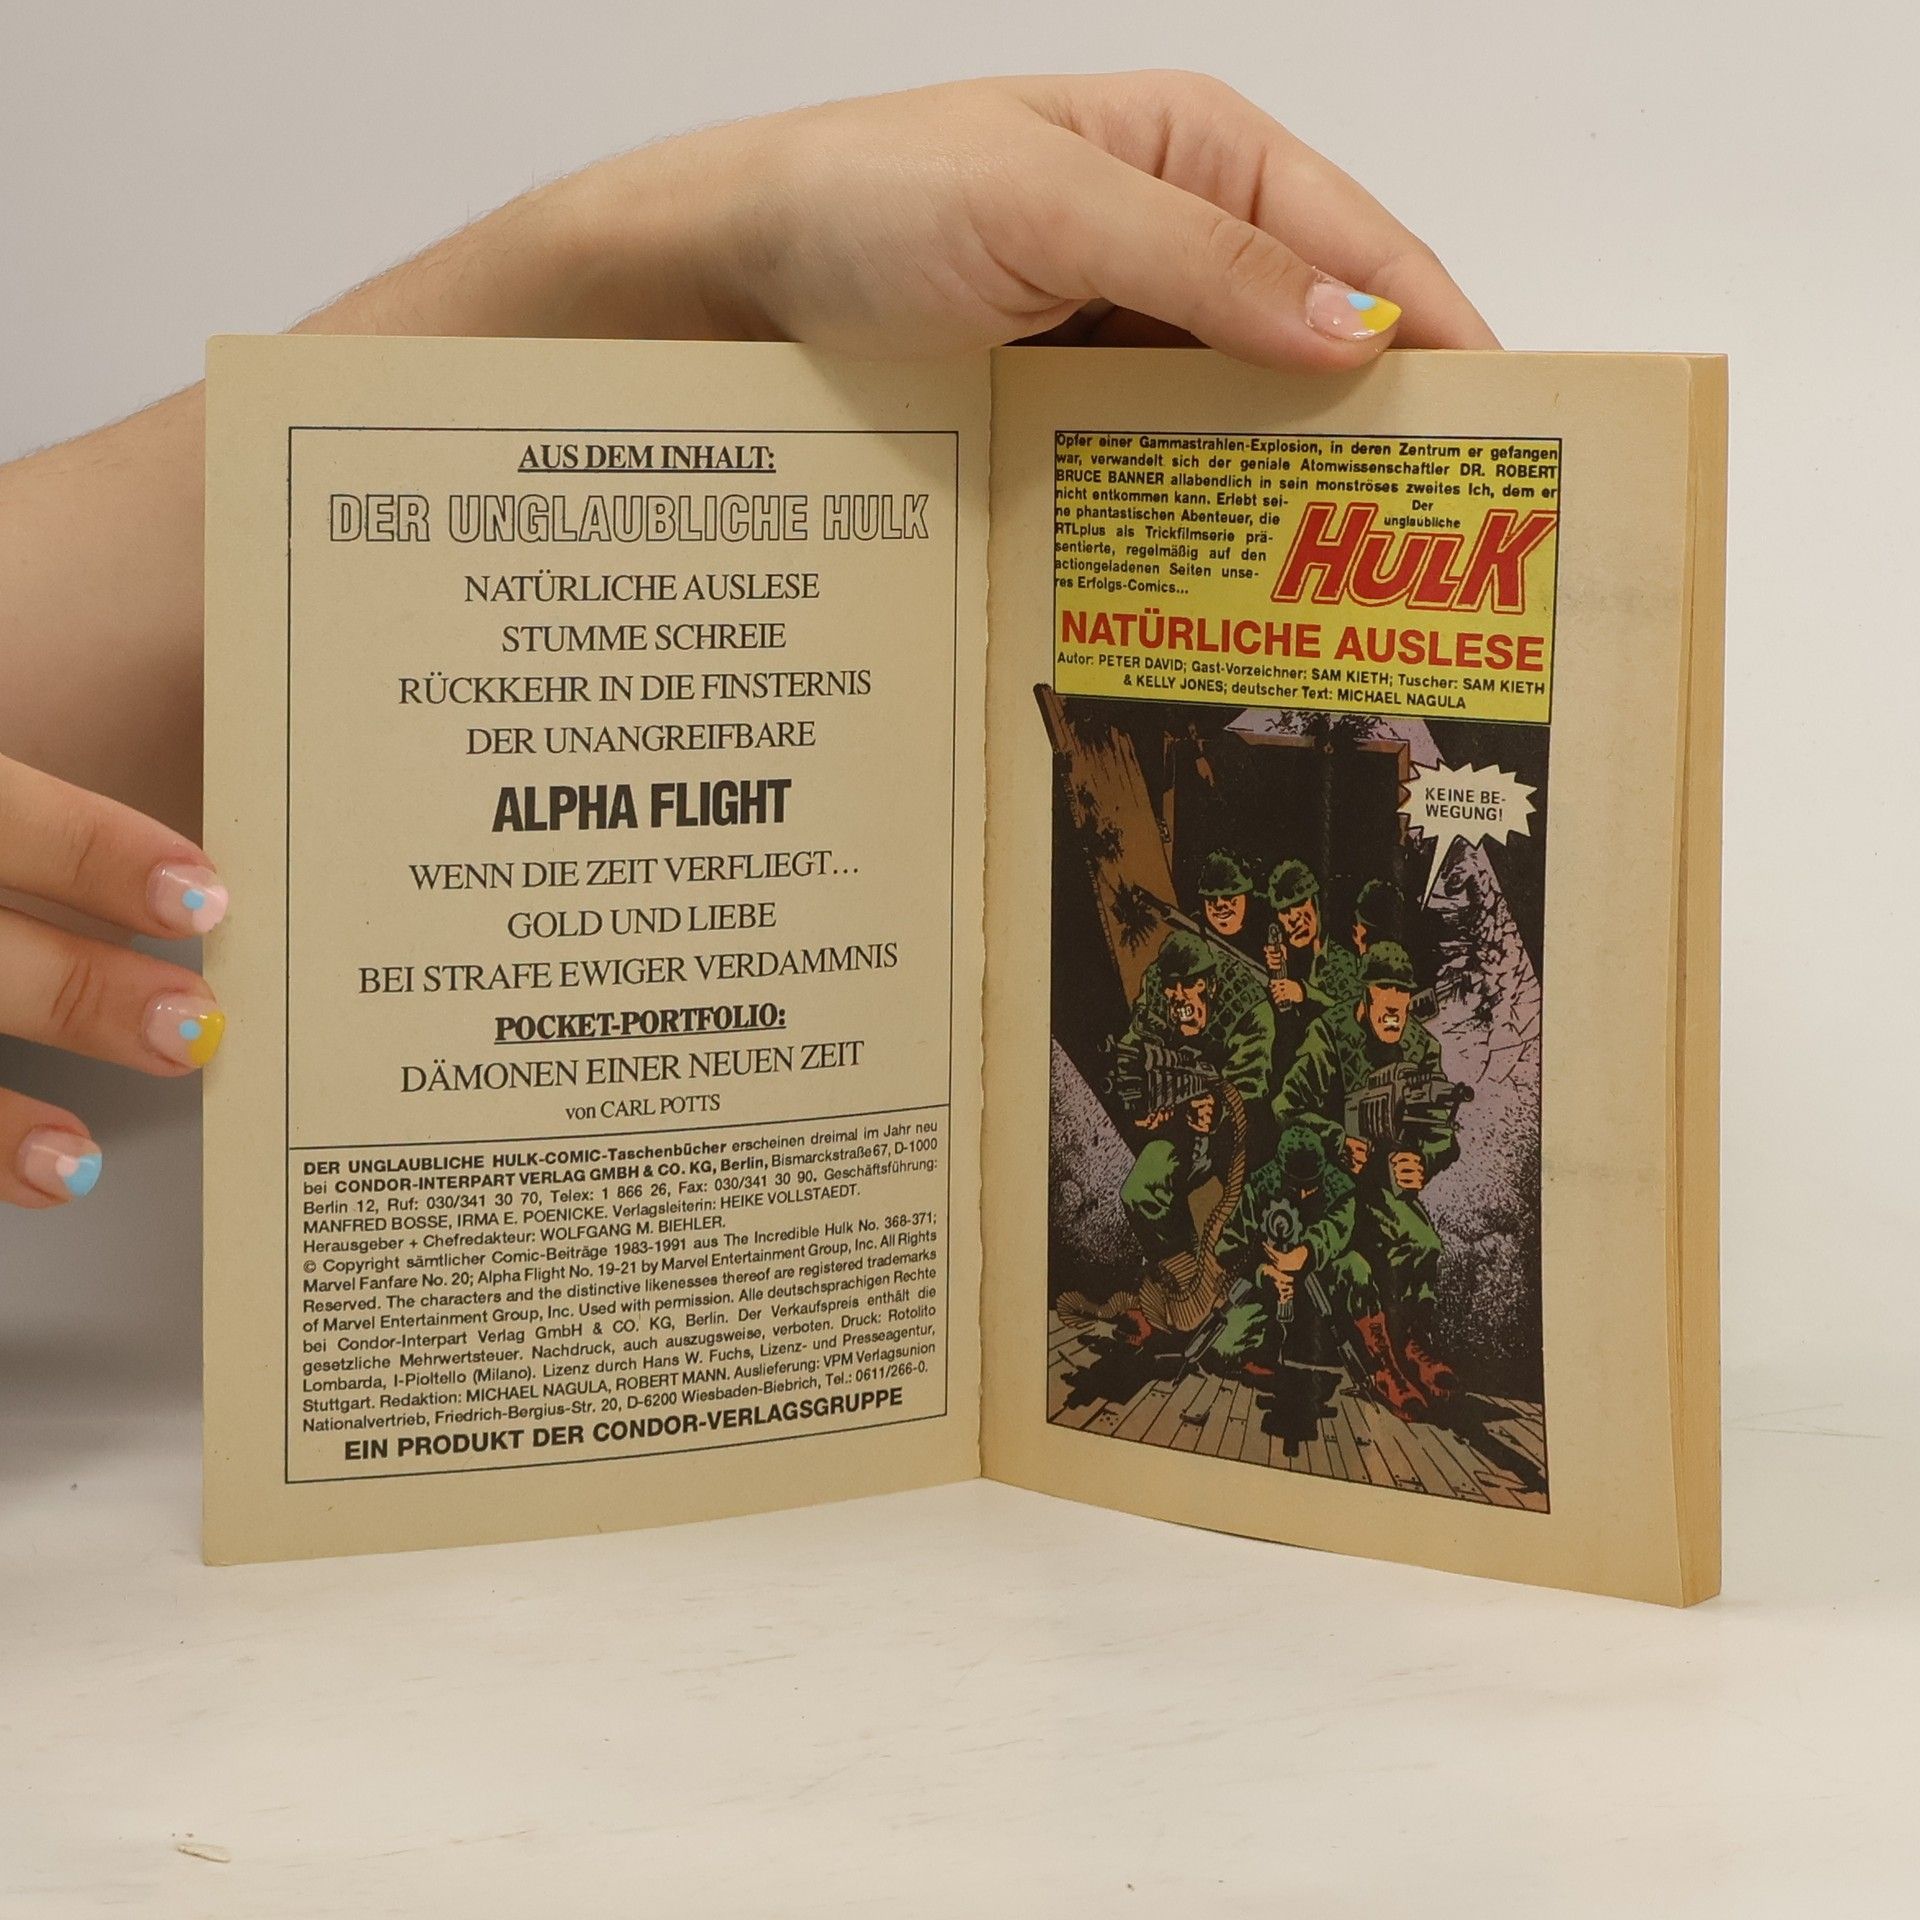 AUS DEM INHALT:
DER UNGLAUBLICHE HULK
NATÜRLICHE AUSLESE
STUMME SCHREIE
RÜCKKEHR IN DIE FINSTERNIS
DER UNANGREIFBARE
ALPHA FLIGHT
WENN DIE ZEIT VERFLIEGT...
GOLD UND LIEBE
BEI STRAFE EWIGER VERDAMMNIS
POCKET-PORTFOLIO:
DÄMONEN EINER NEUEN ZEIT
von CARL POTTS
DER UNGLAUBLICHE HULK-COMIC-Taschenbücher erscheinen dreimal im Jahr neu
bei CONDOR-INTERPART VERLAG GMBH & CO. KG, Berlin, Bismarckstraße 67, D-1000
Berlin 12, Ruf: 030/341 30 70, Telex: 1 866 26, Fax: 030/341 30 90. Geschäftsführung:
MANFRED BOSSE, IRMA E. POENICKE. Verlagsleiterin: HEIKE VOLLSTAEDT.
Herausgeber + Chefredakteur: WOLFGANG M. BIEHLER.
© Copyright sämtlicher Comic-Beiträge 1983-1991 aus The Incredible Hulk No. 368-371;
Marvel Fanfare No. 20; Alpha Flight No. 19-21 by Marvel Entertainment Group, Inc. All Rights
Reserved. The characters and the distinctive likenesses thereof are registered trademarks
of Marvel Entertainment Group, Inc. Used with permission. Alle deutschsprachigen Rechte
bei Condor-Interpart Verlag GmbH & CO. KG, Berlin. Der Verkaufspreis enthält die
gesetzliche Mehrwertsteuer. Nachdruck, auch auszugsweise, verboten. Druck: Rotolito
Lombarda, I-Pioltello (Milano). Lizenz durch Hans W. Fuchs, Lizenz- und Presseagentur,
Stuttgart. Redaktion: MICHAEL NAGULA, ROBERT MANN. Auslieferung: VPM Verlagsunion
Nationalvertrieb, Friedrich-Bergius-Str. 20, D-6200 Wiesbaden-Biebrich, Tel.: 0611/266-0.
EIN PRODUKT DER CONDOR-VERLAGSGRUPPE
Opfer einer Gammastrahlen-Explosion, in deren Zentrum er gefangen
war, verwandelt sich der geniale Atomwissenschaftler DR. ROBERT
BRUCE BANNER allabendlich in sein monströses zweites Ich, dem er
nicht entkommen kann. Erlebt sei-
ne phantastischen Abenteuer, die
RTLplus als Trickfilmserie prä-
sentierte, regelmäßig auf den
actiongeladenen Seiten unse-
res Erfolgs-Comics...
Der
unglaubliche
HULK
NATÜRLICHE AUSLESE
Autor: PETER DAVID; Gast-Vorzeichner: SAM KIETH; Tuscher: SAM KIETH
& KELLY JONES; deutscher Text: MICHAEL NAGULA
KEINE BE-
WEGUNG!